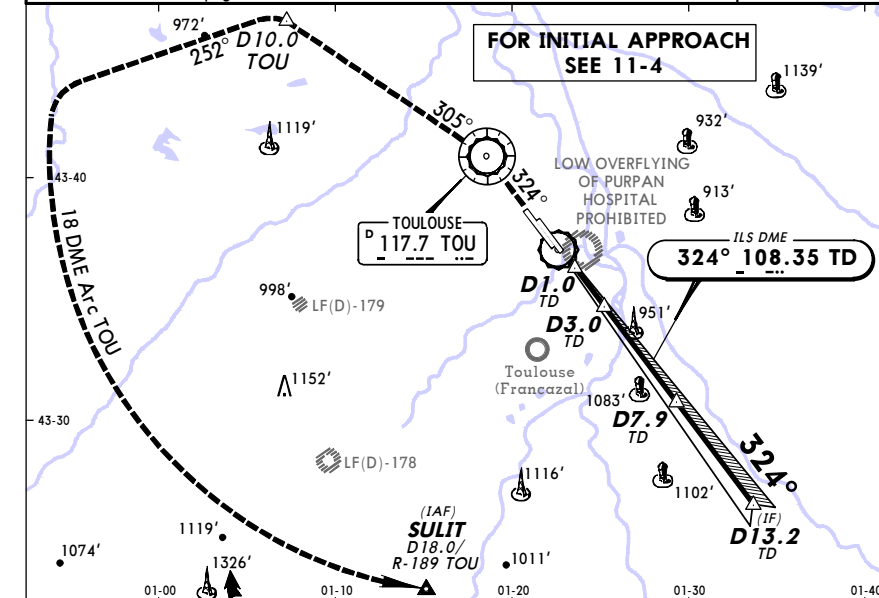 972'
252°
D10.0
TOU
FOR INITIAL APPROACH
SEE 11-4
1139'
1119'
305°
932'
LOW OVERFLYING
OF PURPAN
HOSPITAL
PROHIBITED
43-40
324°
913'
TOULOUSE
D 117.7 TOU
ILS DME
324° 108.35 TD
18 DME Arc TOU
D1.0
TD
998'
LF(D)-179
D3.0
TD
951'
Toulouse
(Francazal)
1152'
1083'
D7.9
TD
43-30
324°
LF(D)-178
1116'
1102'
(IF)
D13.2
TD
(IAF)
SULIT
D18.0/
R-189 TOU
1119'
1074'
1326'
1011'
01-00
01-10
01-20
01-30
01-40